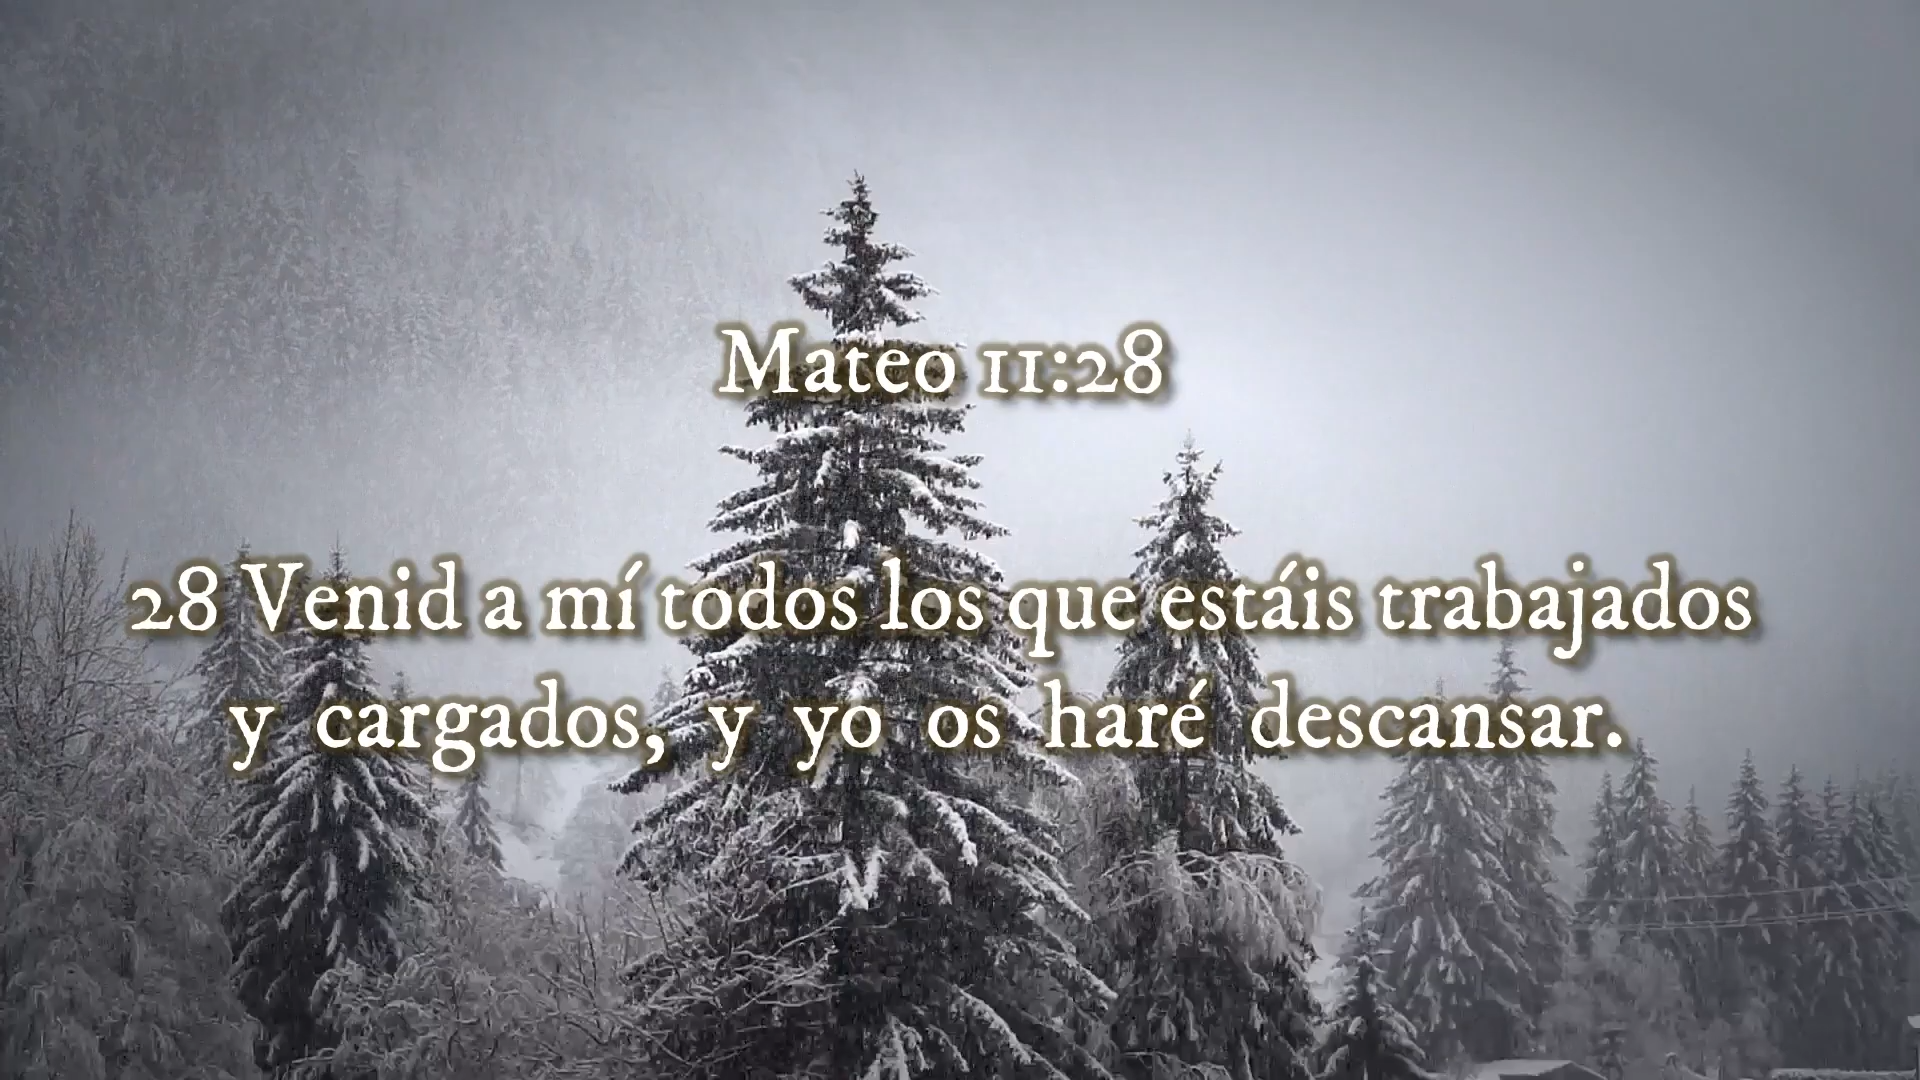 Mateo 11:28
28 Venid a mí todos los que estáis trabajados
y cargados, y yo os haré descansar.